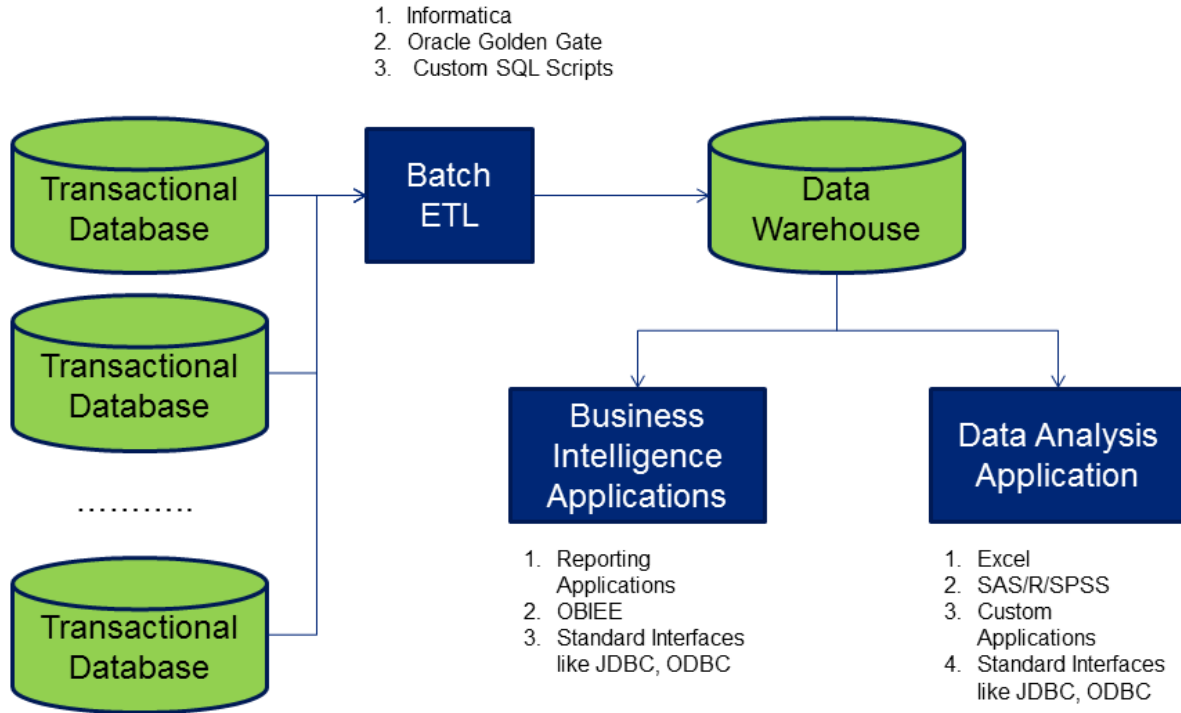 1. Informatica
2. Oracle Golden Gate
3. Custom SQL Scripts
Transactional
Database
Batch
ETL
Data
Warehouse
Transactional
Database
...........
Transactional
Database
Business
Intelligence
Applications
Data Analysis
Application
1. Reporting
Applications
2. OBIEE
3. Standard Interfaces
like JDBC, ODBC
1. Excel
2. SAS/R/SPSS
3. Custom
Applications
4. Standard Interfaces
like JDBC, ODBC